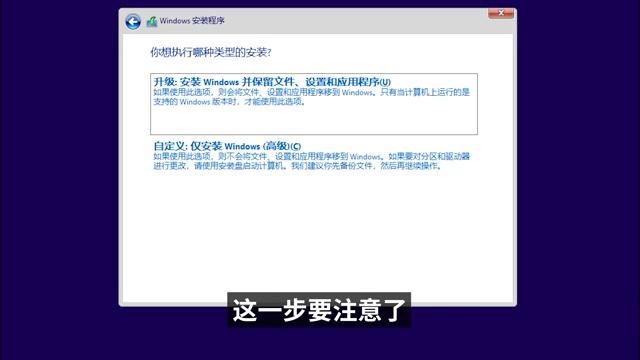 Windows 安装程序
你想执行哪种类型的安装?
升级: 安装 Windows 并保留文件、设置和应用程序(U)
如果使用此选项，则会将文件、设置和应用程序移到 Windows。只有当计算机上运行的是
支持的 Windows 版本时，才能使用此选项。
自定义: 仅安装 Windows (高级)(C)
如果使用此选项，则不会将文件、设置和应用程序移到 Windows。如果要对分区和驱动器
进行更改，请使用安装盘启动计算机。我们建议你先备份文件，然后再继续操作。
这一步要注意了